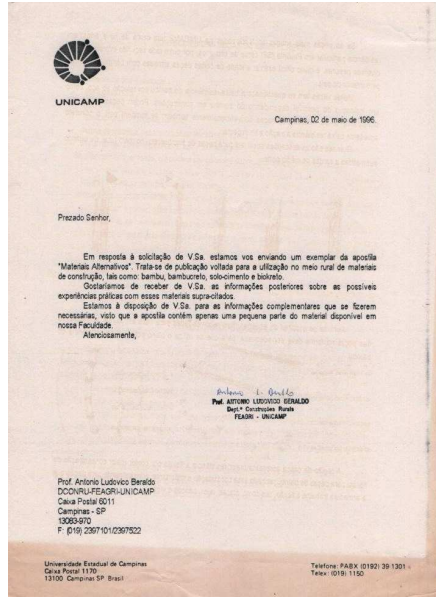 UNICAMP
Campinas, 02 de maio de 1996.
Prezado Senhor,
Em resposta à solicitação de V.Sa. estamos vos enviando um exemplar da apostila
"Materiais Alternativos". Trata-se de publicação voltada para a utilização no meio rural de materiais
de construção, tais como: bambu, bambucreto, solo-cimento e biokreto.
Gostaríamos de receber de V.Sa. as informações posteriores sobre as possíveis
experiências práticas com esses materiais supra-citados.
Estamos à disposição de V.Sa. para as informações complementares que se fizerem
necessárias, visto que a apostila contém apenas uma pequena parte do material disponível em
nossa Faculdade.
Atenciosamente,
Antonio L. Beraldo
Prof. ANTONIO LUDOVICO BERALDO
Dept.º Construções Rurais
FEAGRI - UNICAMP
Prof. Antonio Ludovico Beraldo
DCONRU-FEAGRI-UNICAMP
Caixa Postal 6011
Campinas - SP
13083-970
F: (019) 2397101/2397522
Universidade Estadual de Campinas
Caixa Postal 1170
13100 Campinas SP Brasil
Telefone: PABX (0192) 39.1301
Telex: (019) 1150